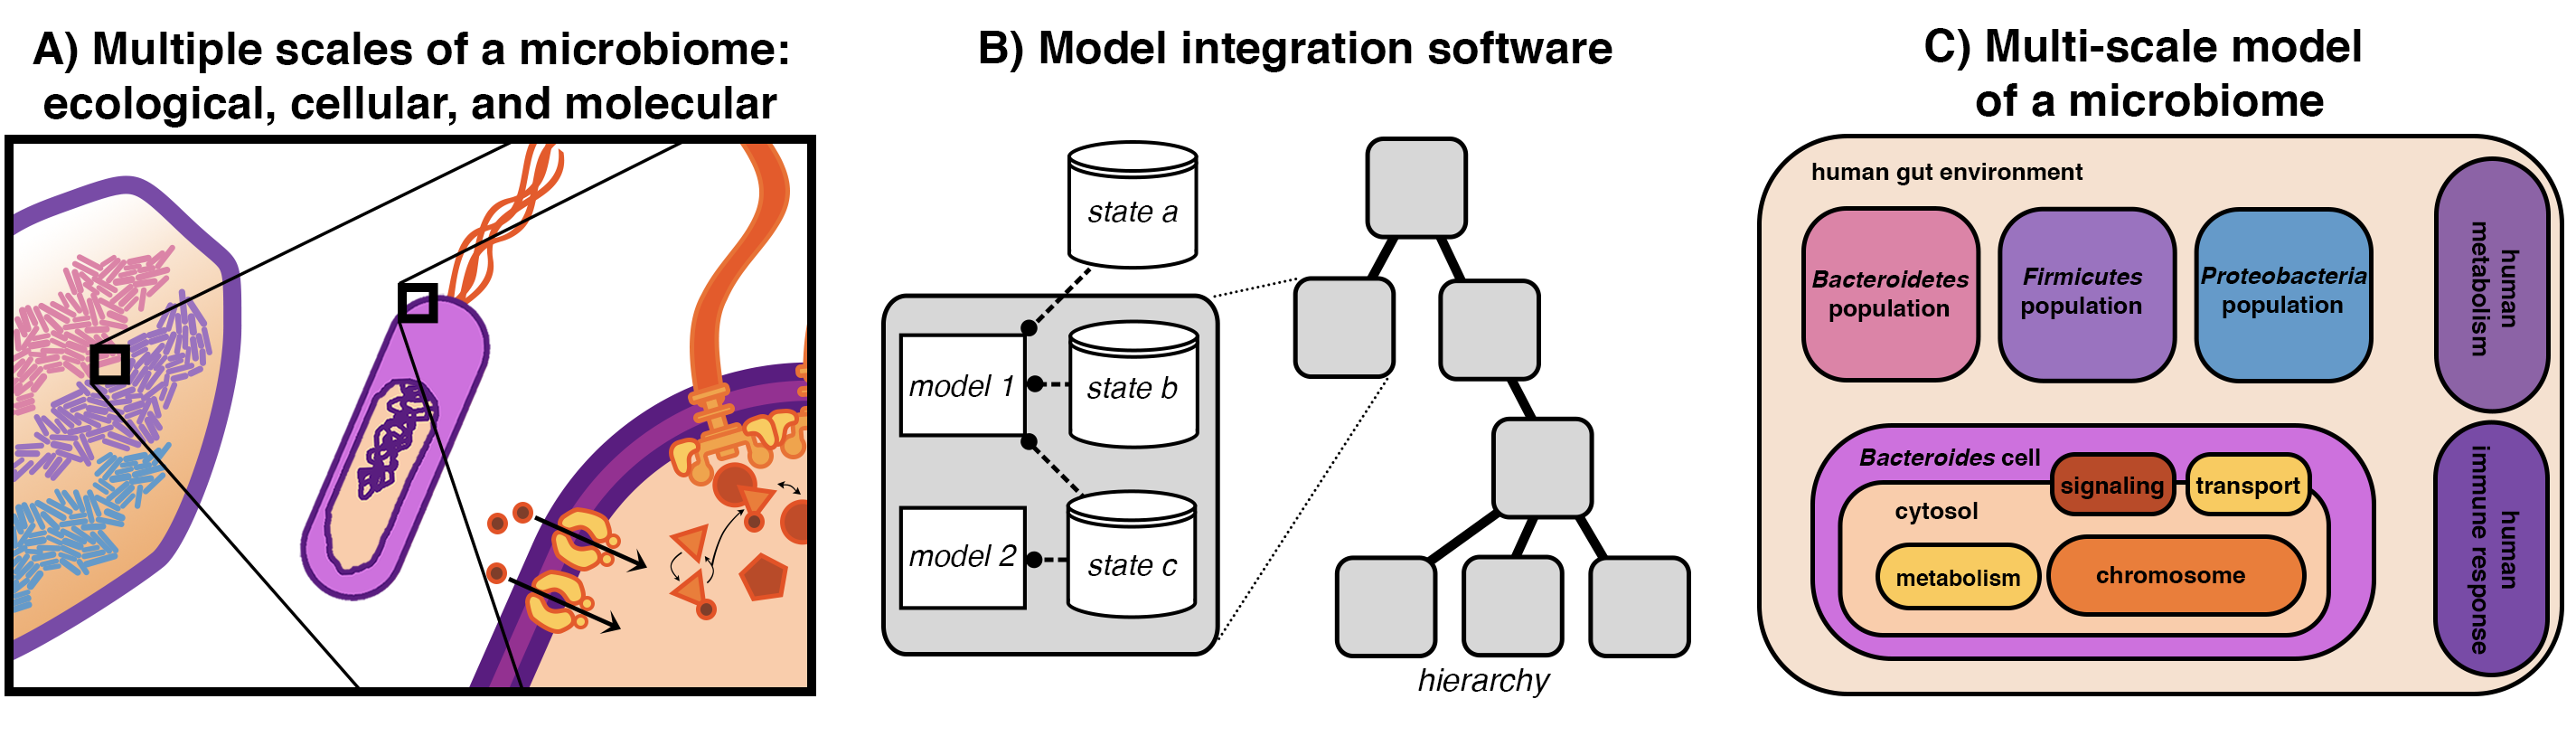 A) Multiple scales of a microbiome:
ecological, cellular, and molecular
B) Model integration software
state a
model 1
state b
model 2
state c
hierarchy
C) Multi-scale model
of a microbiome
human gut environment
Bacteroidetes
population
Firmicutes
population
Proteobacteria
population
human
metabolism
Bacteroides cell
signaling
transport
cytosol
metabolism
chromosome
human
immune response